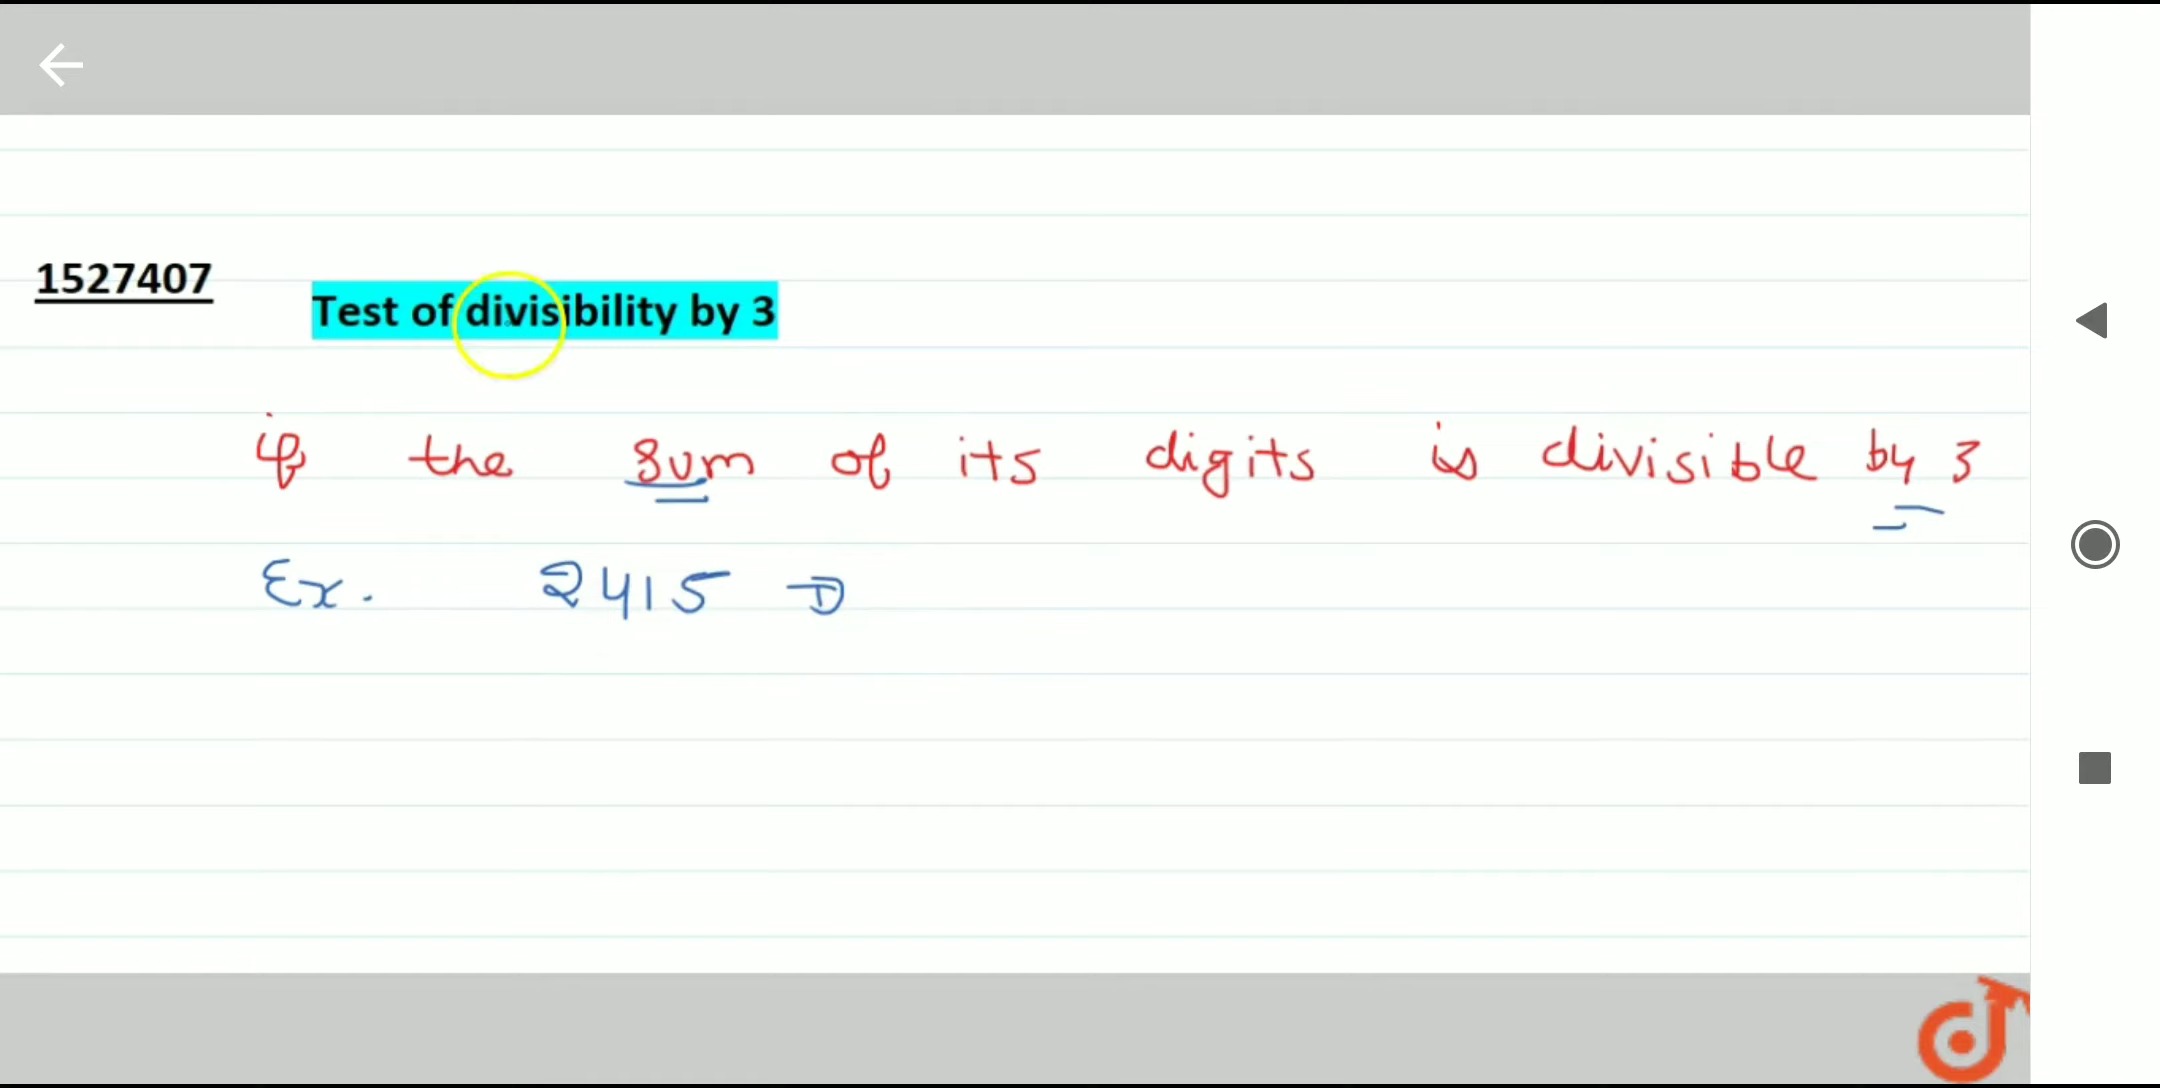 1527407
Test of divisibility by 3
if the sum of its digits is divisible by 3
Ex. 2415 →